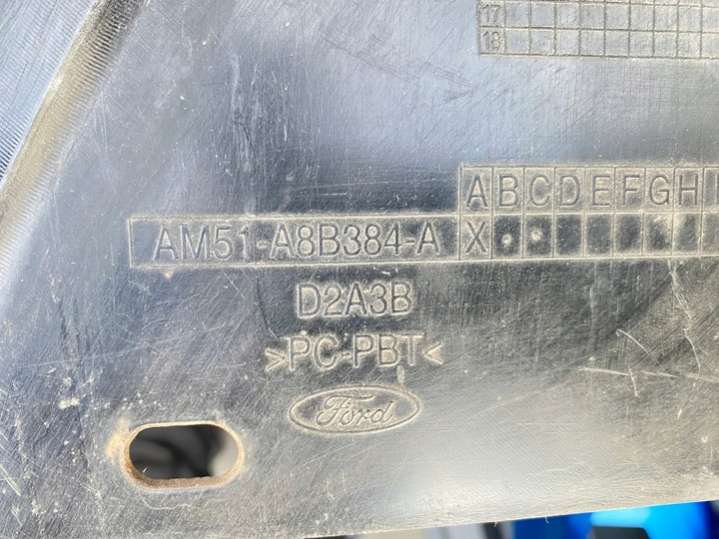 17
18
A B C D E F G H
AM51-A8B384-A X
D2A3B
>PC-PBT<
Ford